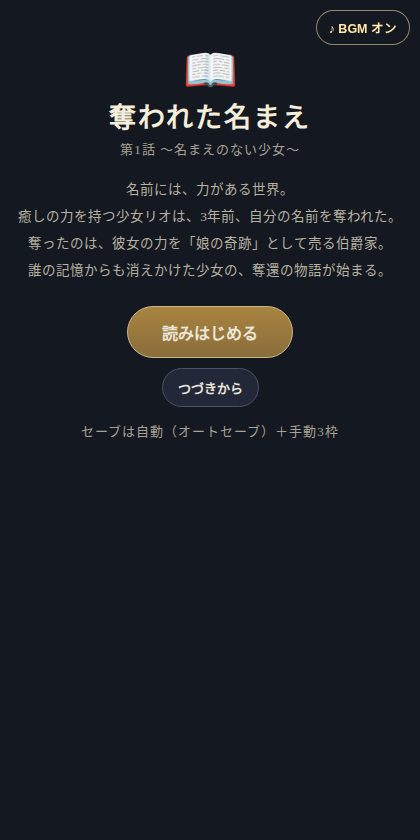 ♪ BGM オン
奪われた名まえ
第1話 〜名まえのない少女〜
名前には、力がある世界。
癒しの力を持つ少女リオは、3年前、自分の名前を奪われた。
奪ったのは、彼女の力を「娘の奇跡」として売る伯爵家。
誰の記憶からも消えかけた少女の、奪還の物語が始まる。
読みはじめる
つづきから
セーブは自動（オートセーブ）＋手動3枠